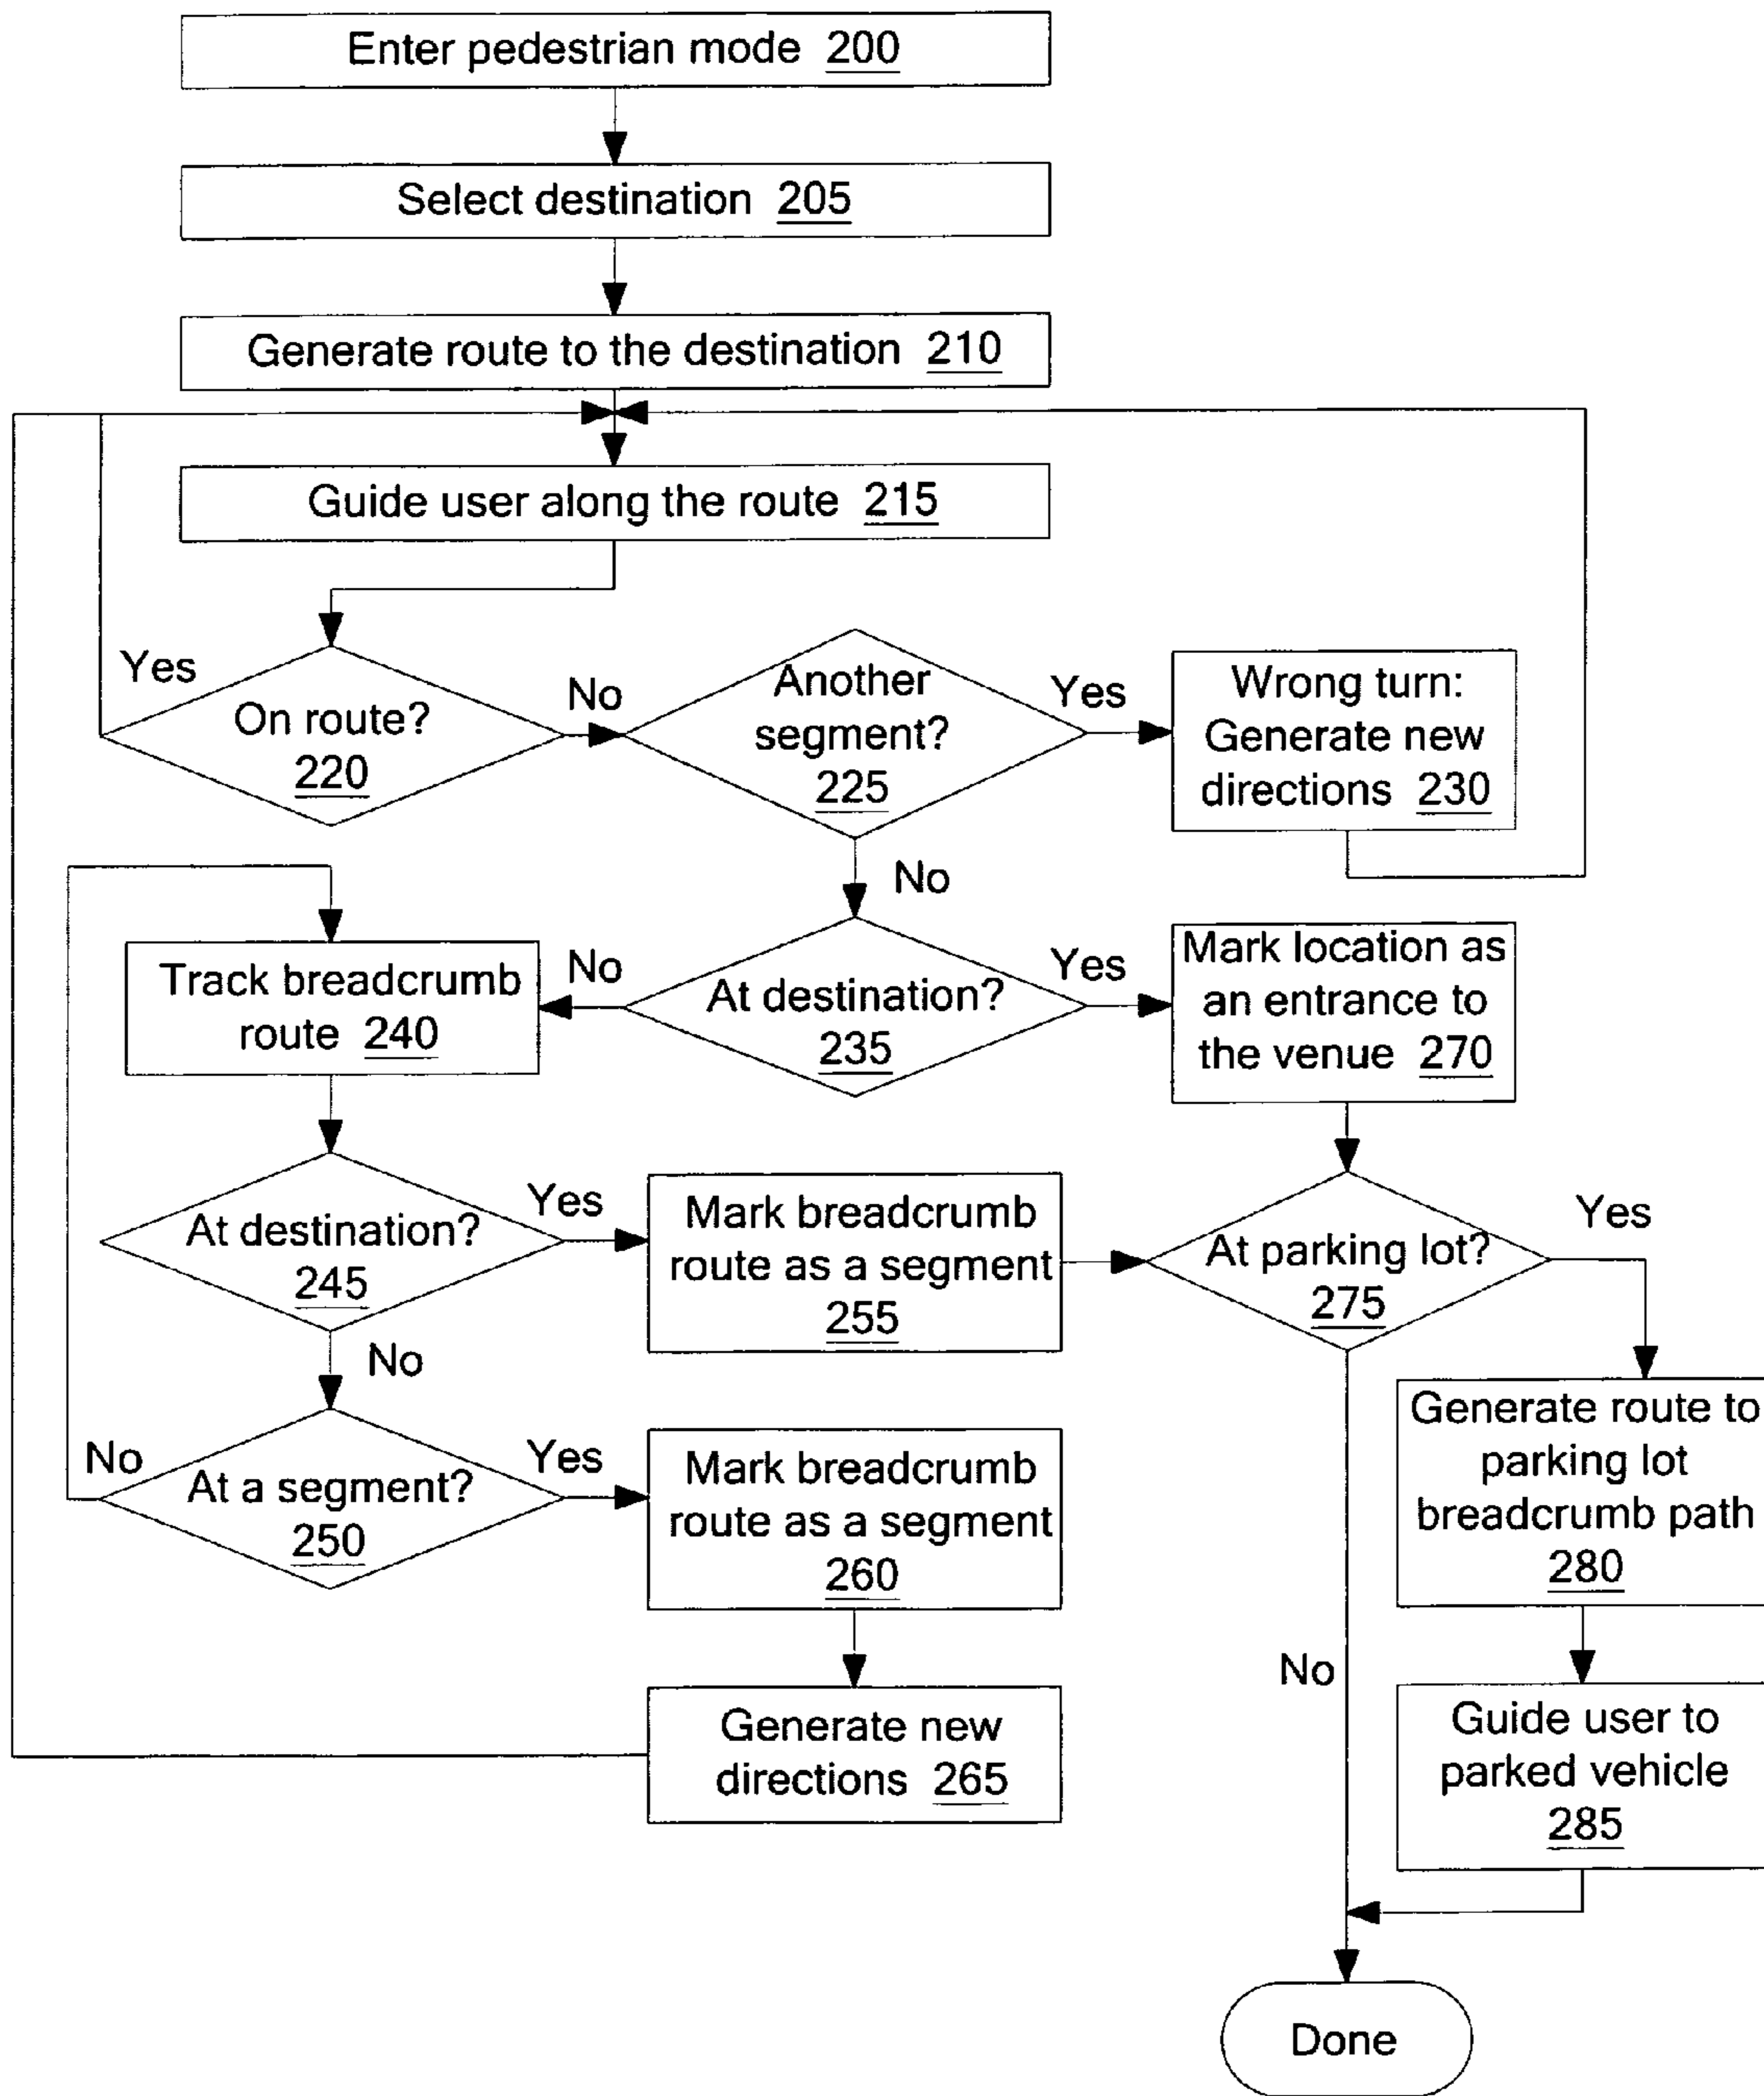 Enter pedestrian mode 200
Select destination 205
Generate route to the destination 210
Guide user along the route 215
Yes
On route?
220
No
Another
segment?
225
Yes
Wrong turn:
Generate new
directions 230
No
Track breadcrumb
route 240
No
At destination?
235
Yes
Mark location as
an entrance to
the venue 270
At destination?
245
Yes
Mark breadcrumb
route as a segment
255
At parking lot?
275
Yes
No
No
At a segment?
250
Yes
Mark breadcrumb
route as a segment
260
Generate route to
parking lot
breadcrumb path
280
No
Generate new
directions 265
Guide user to
parked vehicle
285
Done